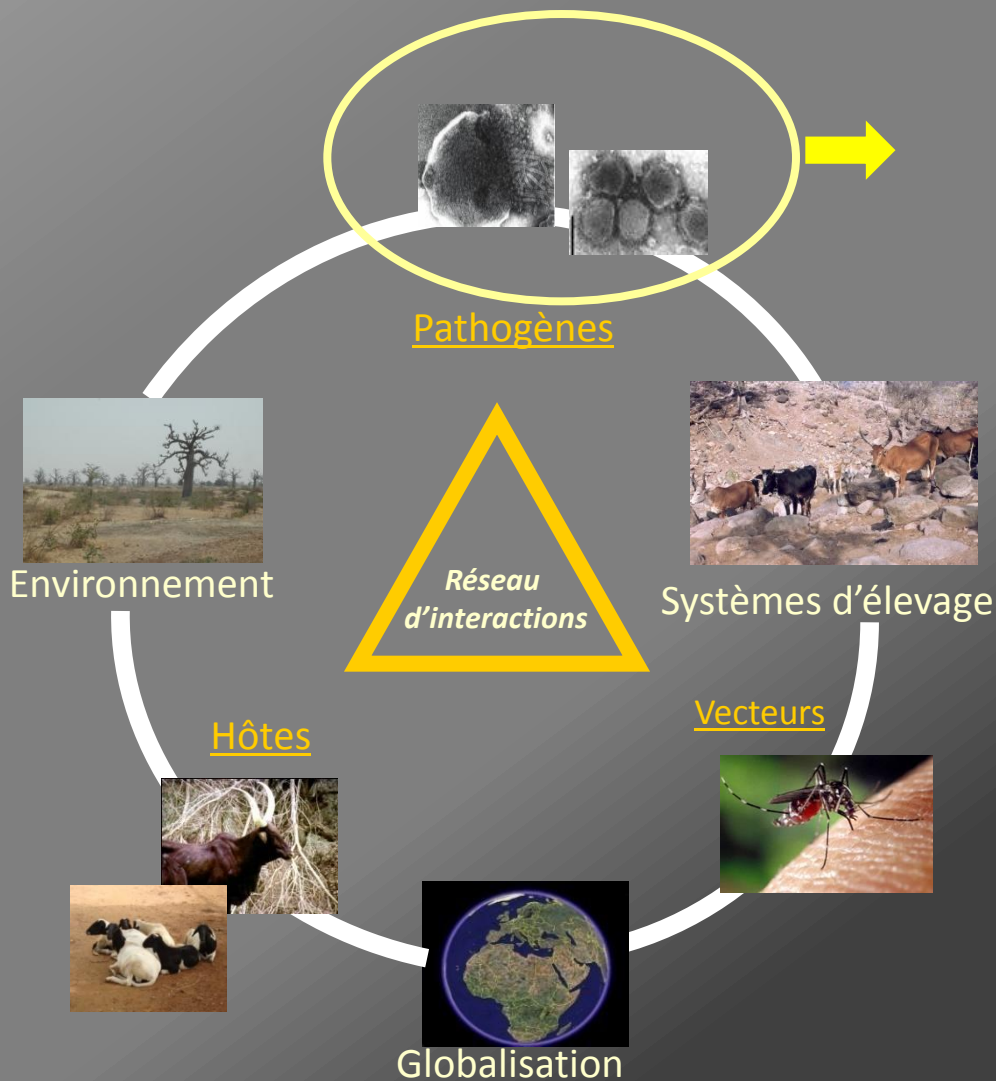 Pathogènes
Environnement
Réseau
d’interactions
Systèmes d’élevage
Hôtes
Vecteurs
Globalisation